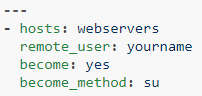 ---
- hosts: webservers
  remote_user: yourname
  become: yes
  become_method: su